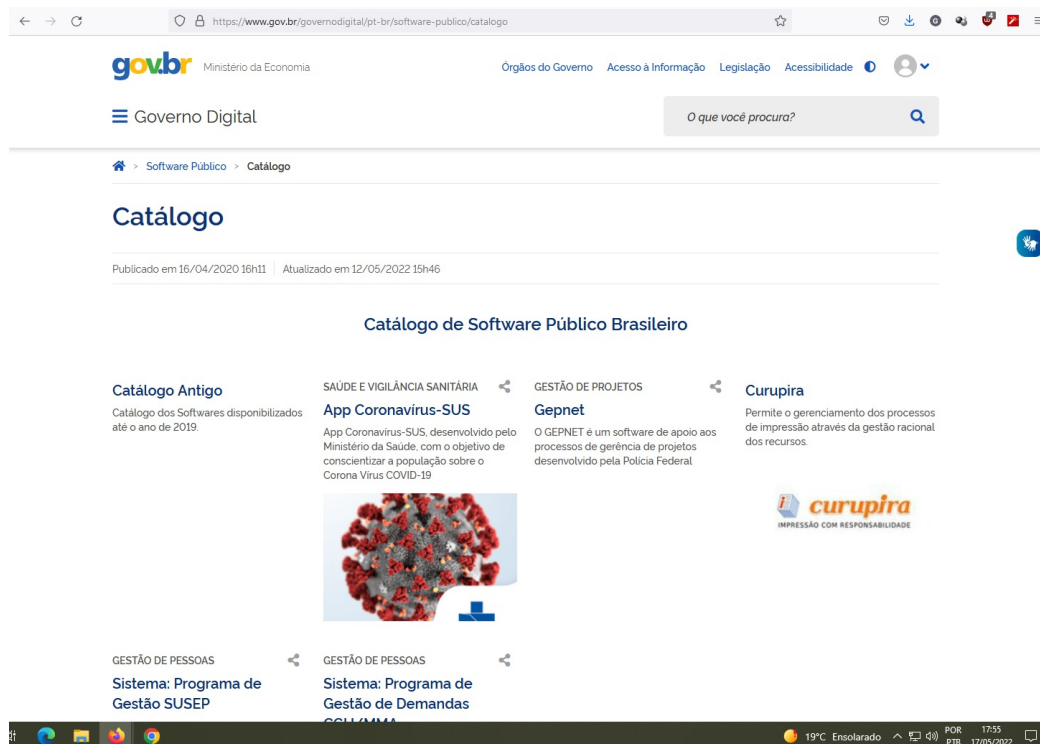 https://www.gov.br/governodigital/pt-br/software-publico/catalogo
4
gov.br Ministério da Economia
Órgãos do Governo Acesso à Informação Legislação Acessibilidade
Governo Digital
O que você procura?
Software Público > Catálogo
Catálogo
Publicado em 16/04/2020 16h11 Atualizado em 12/05/2022 15h46
Catálogo de Software Público Brasileiro
Catálogo Antigo
Catálogo dos Softwares disponibilizados
até o ano de 2019.
SAÚDE E VIGILÂNCIA SANITÁRIA
App Coronavírus-SUS
App Coronavírus-SUS, desenvolvido pelo
Ministério da Saúde, com o objetivo de
conscientizar a população sobre o
Corona Vírus COVID-19
GESTÃO DE PROJETOS
Gepnet
O GEPNET é um software de apoio aos
processos de gerência de projetos
desenvolvido pela Polícia Federal
Curupira
Permite o gerenciamento dos processos
de impressão através da gestão racional
dos recursos.
curupira
IMPRESSÃO COM RESPONSABILIDADE
GESTÃO DE PESSOAS
Sistema: Programa de
Gestão SUSEP
GESTÃO DE PESSOAS
Sistema: Programa de
Gestão de Demandas
CGU/MMA
19°C Ensolarado
POR
PTB
17:55
17/05/2022